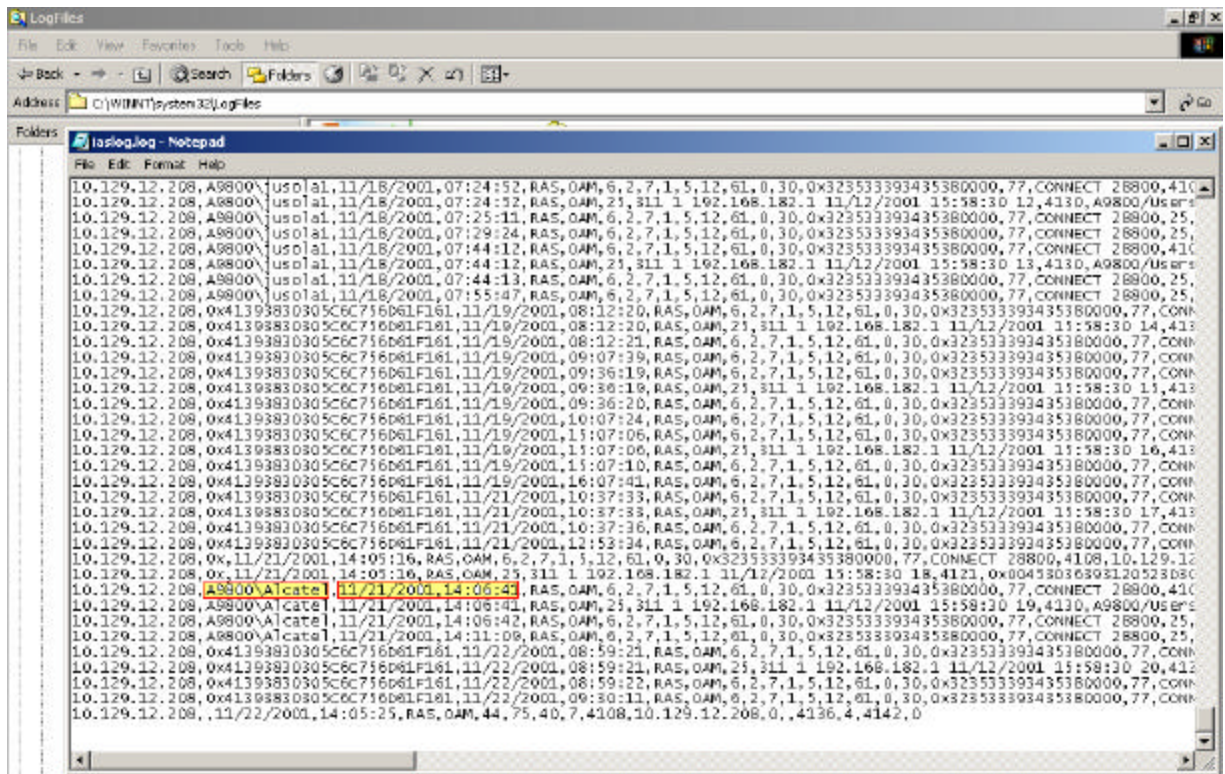 LogFiles
File Edit View Favorites Tools Help
Back Search Folders
Address C:\WINNT\system32\LogFiles Go
Folders
iaslog.log - Notepad
File Edit Format Help
10.129.12.208,A9800\jusola1,11/18/2001,07:24:52,RAS,OAM,6,2,7,1,5,12,61,0,30,0x323533393435380000,77,CONNECT 28800,410
10.129.12.208,A9800\jusola1,11/18/2001,07:24:52,RAS,OAM,25,311 1 192.168.182.1 11/12/2001 15:58:30 12,4130,A9800/Users
10.129.12.208,A9800\jusola1,11/18/2001,07:25:11,RAS,OAM,6,2,7,1,5,12,61,0,30,0x323533393435380000,77,CONNECT 28800,25,
10.129.12.208,A9800\jusola1,11/18/2001,07:29:24,RAS,OAM,6,2,7,1,5,12,61,0,30,0x323533393435380000,77,CONNECT 28800,25,
10.129.12.208,A9800\jusola1,11/18/2001,07:44:12,RAS,OAM,6,2,7,1,5,12,61,0,30,0x323533393435380000,77,CONNECT 28800,410
10.129.12.208,A9800\jusola1,11/18/2001,07:44:12,RAS,OAM,25,311 1 192.168.182.1 11/12/2001 15:58:30 13,4130,A9800/Users
10.129.12.208,A9800\jusola1,11/18/2001,07:44:13,RAS,OAM,6,2,7,1,5,12,61,0,30,0x323533393435380000,77,CONNECT 28800,25,
10.129.12.208,A9800\jusola1,11/18/2001,07:55:47,RAS,OAM,6,2,7,1,5,12,61,0,30,0x323533393435380000,77,CONNECT 28800,25,
10.129.12.208,0x41393830305C6C756D61F161,11/19/2001,08:12:20,RAS,OAM,6,2,7,1,5,12,61,0,30,0x323533393435380000,77,CONN
10.129.12.208,0x41393830305C6C756D61F161,11/19/2001,08:12:20,RAS,OAM,25,311 1 192.168.182.1 11/12/2001 15:58:30 14,413
10.129.12.208,0x41393830305C6C756D61F161,11/19/2001,08:12:21,RAS,OAM,6,2,7,1,5,12,61,0,30,0x323533393435380000,77,CONN
10.129.12.208,0x41393830305C6C756D61F161,11/19/2001,09:07:39,RAS,OAM,6,2,7,1,5,12,61,0,30,0x323533393435380000,77,CONN
10.129.12.208,0x41393830305C6C756D61F161,11/19/2001,09:36:19,RAS,OAM,6,2,7,1,5,12,61,0,30,0x323533393435380000,77,CONN
10.129.12.208,0x41393830305C6C756D61F161,11/19/2001,09:36:19,RAS,OAM,25,311 1 192.168.182.1 11/12/2001 15:58:30 15,413
10.129.12.208,0x41393830305C6C756D61F161,11/19/2001,09:36:20,RAS,OAM,6,2,7,1,5,12,61,0,30,0x323533393435380000,77,CONN
10.129.12.208,0x41393830305C6C756D61F161,11/19/2001,10:07:24,RAS,OAM,6,2,7,1,5,12,61,0,30,0x323533393435380000,77,CONN
10.129.12.208,0x41393830305C6C756D61F161,11/19/2001,15:07:06,RAS,OAM,6,2,7,1,5,12,61,0,30,0x323533393435380000,77,CONN
10.129.12.208,0x41393830305C6C756D61F161,11/19/2001,15:07:06,RAS,OAM,25,311 1 192.168.182.1 11/12/2001 15:58:30 16,413
10.129.12.208,0x41393830305C6C756D61F161,11/19/2001,15:07:10,RAS,OAM,6,2,7,1,5,12,61,0,30,0x323533393435380000,77,CONN
10.129.12.208,0x41393830305C6C756D61F161,11/19/2001,16:07:41,RAS,OAM,6,2,7,1,5,12,61,0,30,0x323533393435380000,77,CONN
10.129.12.208,0x41393830305C6C756D61F161,11/21/2001,10:37:33,RAS,OAM,6,2,7,1,5,12,61,0,30,0x323533393435380000,77,CONN
10.129.12.208,0x41393830305C6C756D61F161,11/21/2001,10:37:33,RAS,OAM,25,311 1 192.168.182.1 11/12/2001 15:58:30 17,413
10.129.12.208,0x41393830305C6C756D61F161,11/21/2001,10:37:36,RAS,OAM,6,2,7,1,5,12,61,0,30,0x323533393435380000,77,CONN
10.129.12.208,0x41393830305C6C756D61F161,11/21/2001,12:53:34,RAS,OAM,6,2,7,1,5,12,61,0,30,0x323533393435380000,77,CONN
10.129.12.208,0x,11/21/2001,14:05:16,RAS,OAM,6,2,7,1,5,12,61,0,30,0x323533393435380000,77,CONNECT 28800,4108,10.129.12
10.129.12.208,0x,11/21/2001,14:05:16,RAS,OAM,25,311 1 192.168.182.1 11/12/2001 15:58:30 18,4121,
10.129.12.208,A9800\Alcatel,11/21/2001,14:06:41,RAS,OAM,6,2,7,1,5,12,61,0,30,0x323533393435380000,77,CONNECT 28800,410
10.129.12.208,A9800\Alcatel,11/21/2001,14:06:41,RAS,OAM,25,311 1 192.168.182.1 11/12/2001 15:58:30 19,4130,A9800/Users
10.129.12.208,A9800\Alcatel,11/21/2001,14:06:42,RAS,OAM,6,2,7,1,5,12,61,0,30,0x323533393435380000,77,CONNECT 28800,25,
10.129.12.208,A9800\Alcatel,11/21/2001,14:11:09,RAS,OAM,6,2,7,1,5,12,61,0,30,0x323533393435380000,77,CONNECT 28800,25,
10.129.12.208,0x41393830305C6C756D61F161,11/22/2001,08:59:21,RAS,OAM,6,2,7,1,5,12,61,0,30,0x323533393435380000,77,CONN
10.129.12.208,0x41393830305C6C756D61F161,11/22/2001,08:59:21,RAS,OAM,25,311 1 192.168.182.1 11/12/2001 15:58:30 20,412
10.129.12.208,0x41393830305C6C756D61F161,11/22/2001,08:59:22,RAS,OAM,6,2,7,1,5,12,61,0,30,0x323533393435380000,77,CONN
10.129.12.208,0x41393830305C6C756D61F161,11/22/2001,09:30:11,RAS,OAM,6,2,7,1,5,12,61,0,30,0x323533393435380000,77,CONN
10.129.12.208,,11/22/2001,14:05:25,RAS,OAM,44,75,40,7,4108,10.129.12.208,0,,4136,4,4142,0